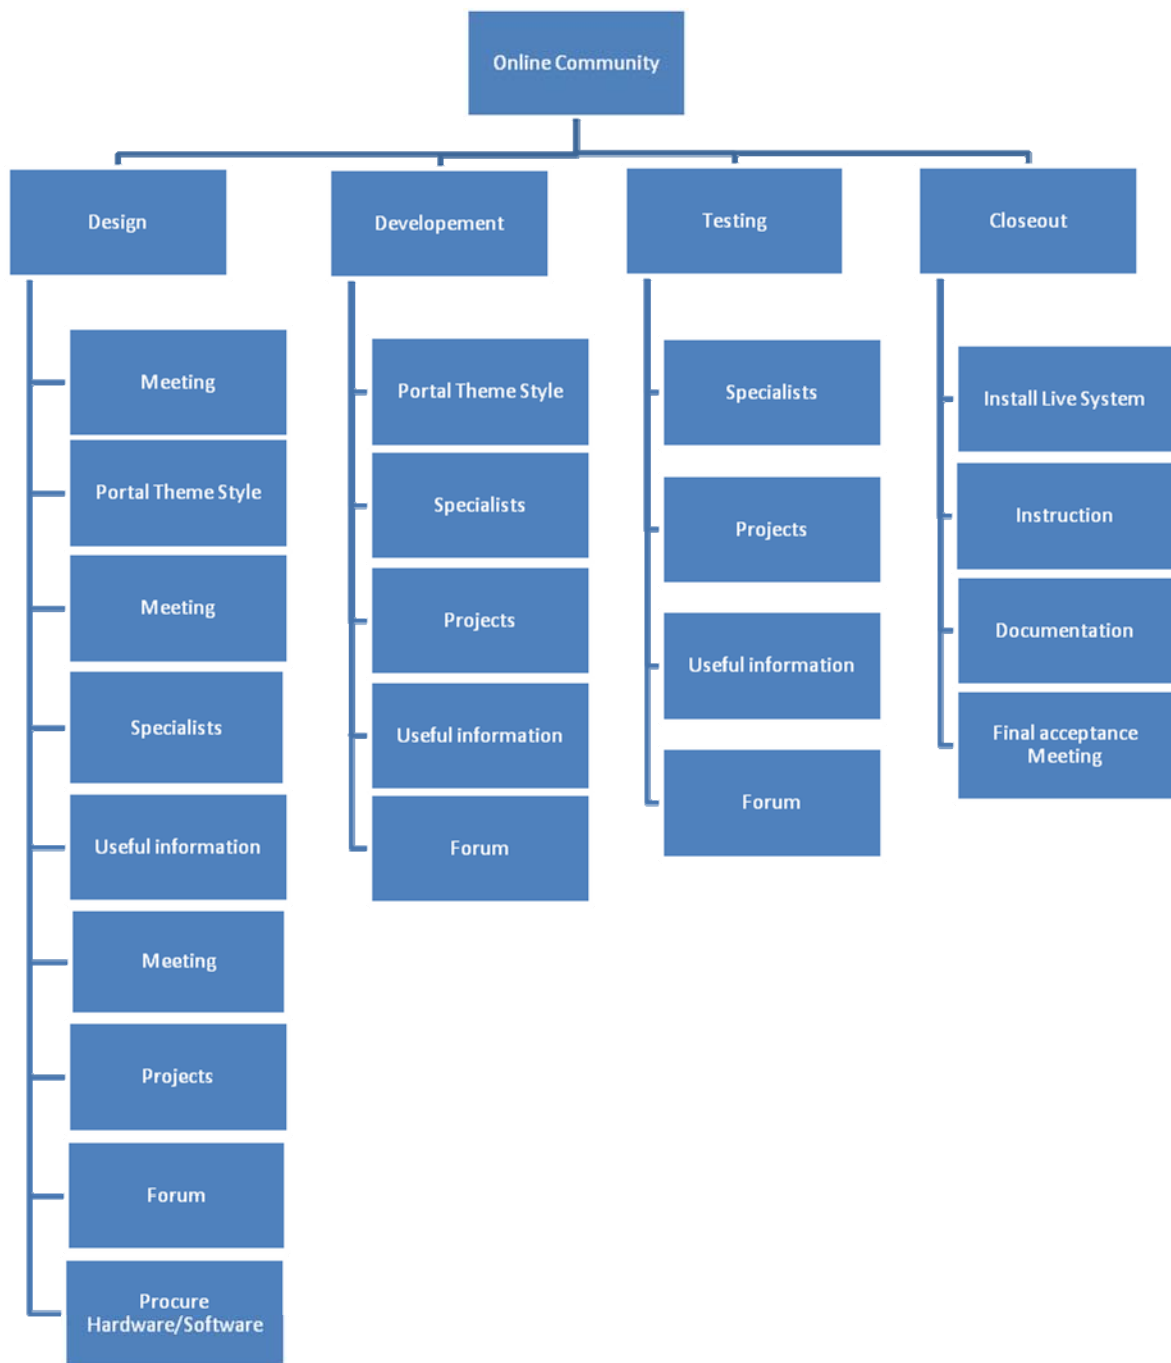 Online Community
Design
Developement
Testing
Closeout
Meeting
Portal Theme Style
Meeting
Specialists
Useful information
Meeting
Projects
Forum
Procure
Hardware/Software
Portal Theme Style
Specialists
Projects
Useful information
Forum
Specialists
Projects
Useful information
Forum
Install Live System
Instruction
Documentation
Final acceptance
Meeting